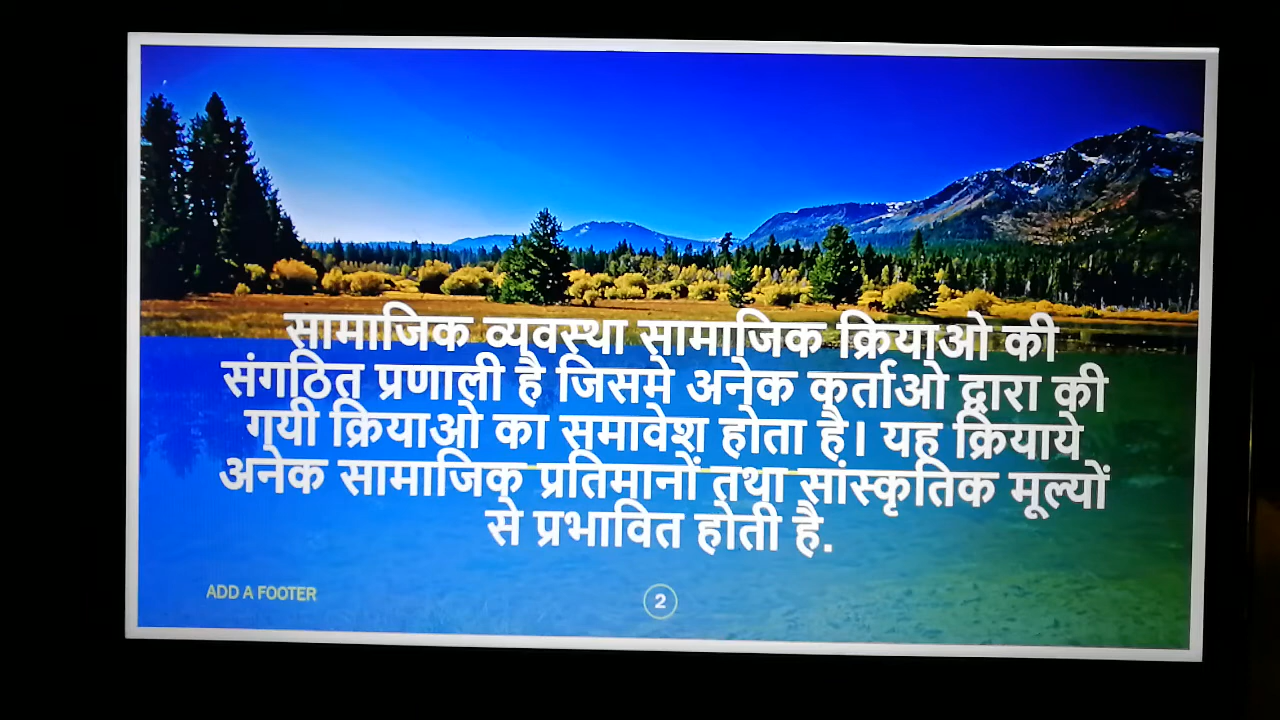 सामाजिक व्यवस्था सामाजिक क्रियाओ की
संगठित प्रणाली है जिसमे अनेक कर्ताओ द्वारा की
गयी क्रियाओ का समावेश होता है। यह क्रियाये
अनेक सामाजिक प्रतिमानों तथा सांस्कृतिक मूल्यों
से प्रभावित होती है.
ADD A FOOTER
2